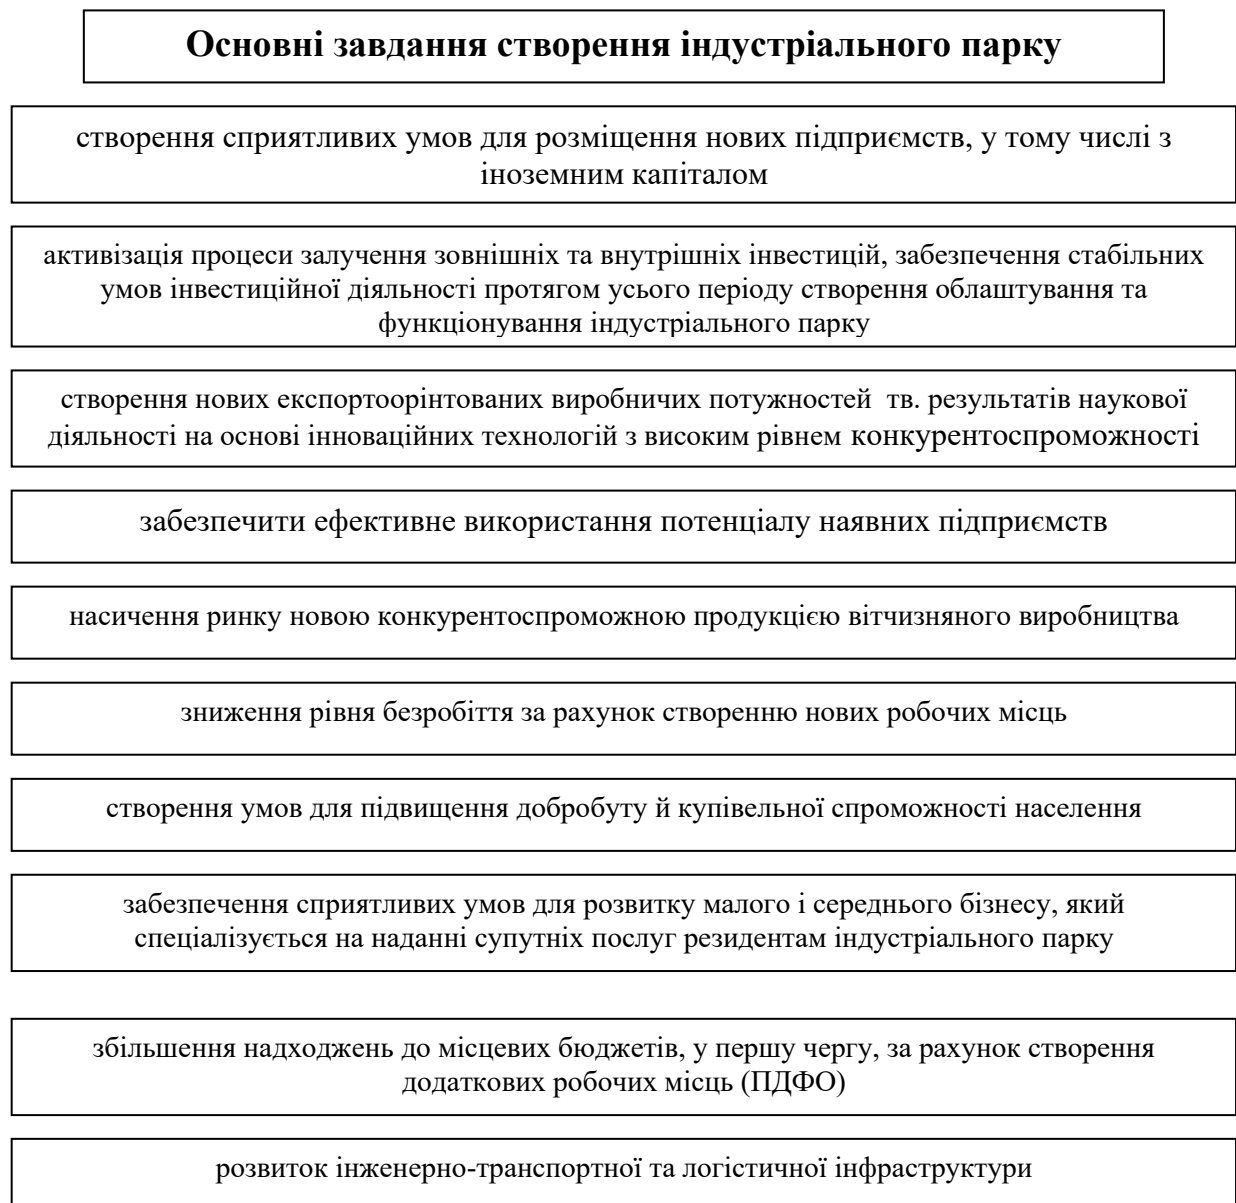 Основні завдання створення індустріального парку
створення сприятливих умов для розміщення нових підприємств, у тому числі з
іноземним капіталом
активізація процеси залучення зовнішніх та внутрішніх інвестицій, забезпечення стабільних
умов інвестиційної діяльності протягом усього періоду створення облаштування та
функціонування індустріального парку
створення нових експортоорінтованих виробничих потужностей тв. результатів наукової
діяльності на основі інноваційних технологій з високим рівнем конкурентоспроможності
забезпечити ефективне використання потенціалу наявних підприємств
насичення ринку новою конкурентоспроможною продукцією вітчизняного виробництва
зниження рівня безробіття за рахунок створенню нових робочих місць
створення умов для підвищення добробуту й купівельної спроможності населення
забезпечення сприятливих умов для розвитку малого і середнього бізнесу, який
спеціалізується на наданні супутніх послуг резидентам індустріального парку
збільшення надходжень до місцевих бюджетів, у першу чергу, за рахунок створення
додаткових робочих місць (ПДФО)
розвиток інженерно-транспортної та логістичної інфраструктури